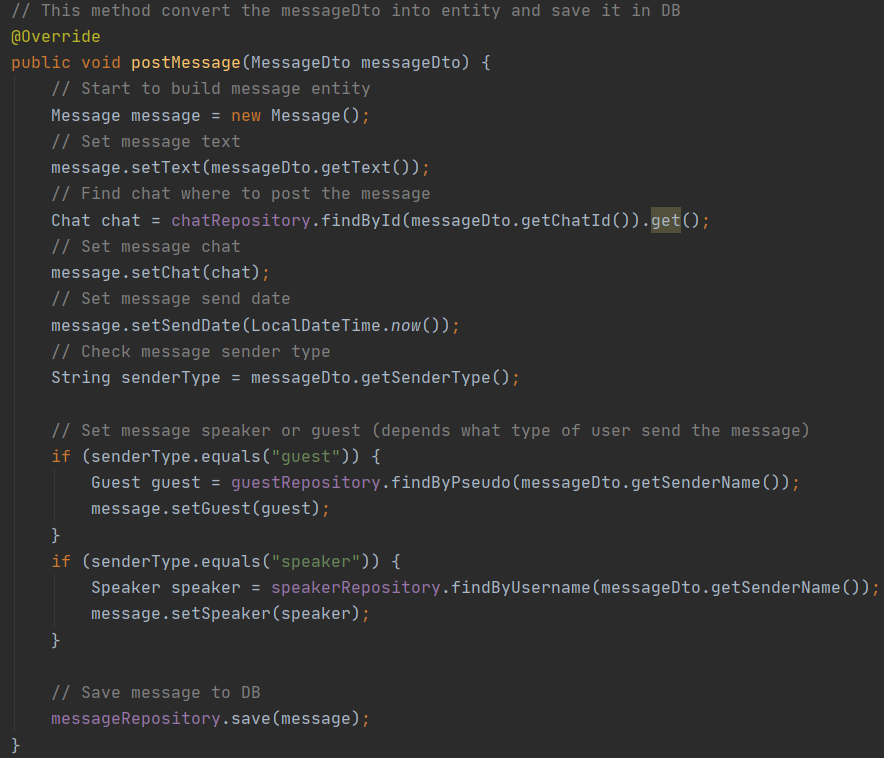 // This method convert the messageDto into entity and save it in DB
@Override
public void postMessage(MessageDto messageDto) {
    // Start to build message entity
    Message message = new Message();
    // Set message text
    message.setText(messageDto.getText());
    // Find chat where to post the message
    Chat chat = chatRepository.findById(messageDto.getChatId()).get();
    // Set message chat
    message.setChat(chat);
    // Set message send date
    message.setSendDate(LocalDateTime.now());
    // Check message sender type
    String senderType = messageDto.getSenderType();

    // Set message speaker or guest (depends what type of user send the message)
    if (senderType.equals("guest")) {
        Guest guest = guestRepository.findByPseudo(messageDto.getSenderName());
        message.setGuest(guest);
    }
    if (senderType.equals("speaker")) {
        Speaker speaker = speakerRepository.findByUsername(messageDto.getSenderName());
        message.setSpeaker(speaker);
    }

    // Save message to DB
    messageRepository.save(message);
}